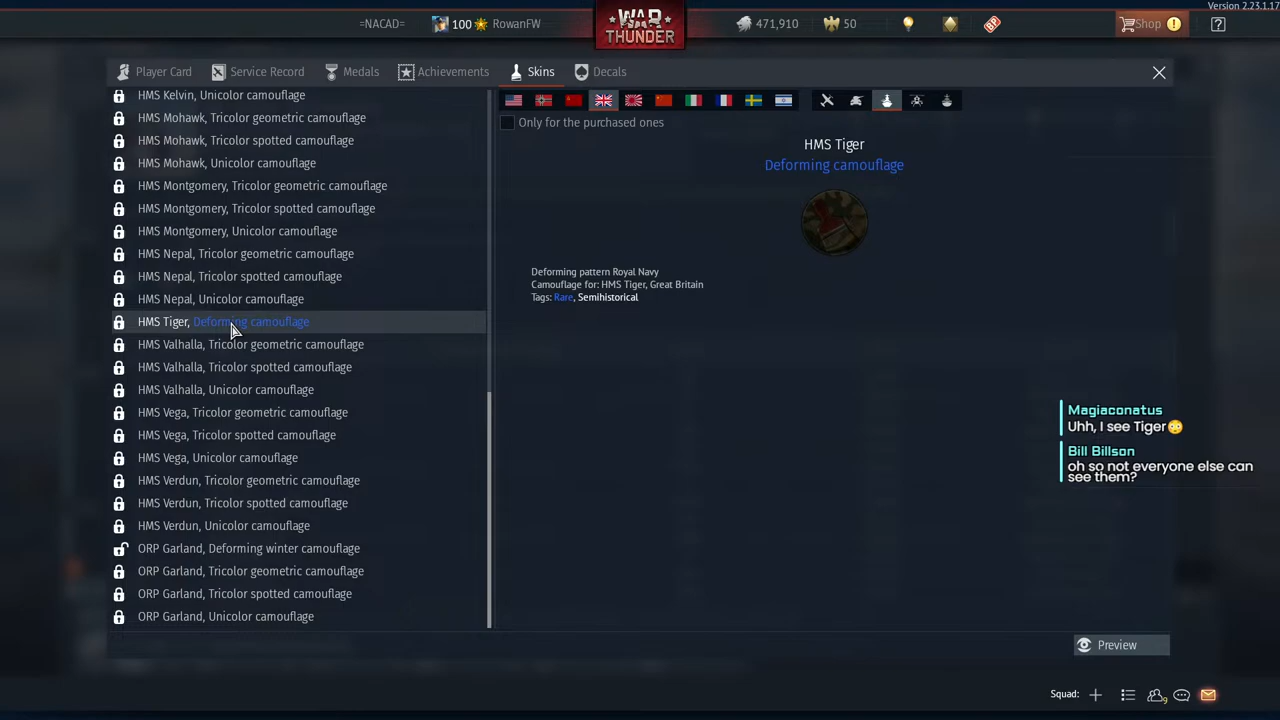 Version 2.23.1.17
=NACAD=
100
RowanFW
WAR
THUNDER
471,910
50
BP
Shop
Player Card
Service Record
Medals
Achievements
Skins
Decals
HMS Kelvin, Unicolor camouflage
HMS Mohawk, Tricolor geometric camouflage
HMS Mohawk, Tricolor spotted camouflage
HMS Mohawk, Unicolor camouflage
HMS Montgomery, Tricolor geometric camouflage
HMS Montgomery, Tricolor spotted camouflage
HMS Montgomery, Unicolor camouflage
HMS Nepal, Tricolor geometric camouflage
HMS Nepal, Tricolor spotted camouflage
HMS Nepal, Unicolor camouflage
HMS Tiger, Deforming camouflage
HMS Valhalla, Tricolor geometric camouflage
HMS Valhalla, Tricolor spotted camouflage
HMS Valhalla, Unicolor camouflage
HMS Vega, Tricolor geometric camouflage
HMS Vega, Tricolor spotted camouflage
HMS Vega, Unicolor camouflage
HMS Verdun, Tricolor geometric camouflage
HMS Verdun, Tricolor spotted camouflage
HMS Verdun, Unicolor camouflage
ORP Garland, Deforming winter camouflage
ORP Garland, Tricolor geometric camouflage
ORP Garland, Tricolor spotted camouflage
ORP Garland, Unicolor camouflage
Only for the purchased ones
HMS Tiger
Deforming camouflage
Deforming pattern Royal Navy
Camouflage for: HMS Tiger, Great Britain
Tags: Rare, Semihistorical
Magiaconatus
Uhh, I see Tiger😳
Bill Billson
oh so not everyone else can
see them?
Preview
Squad:
9